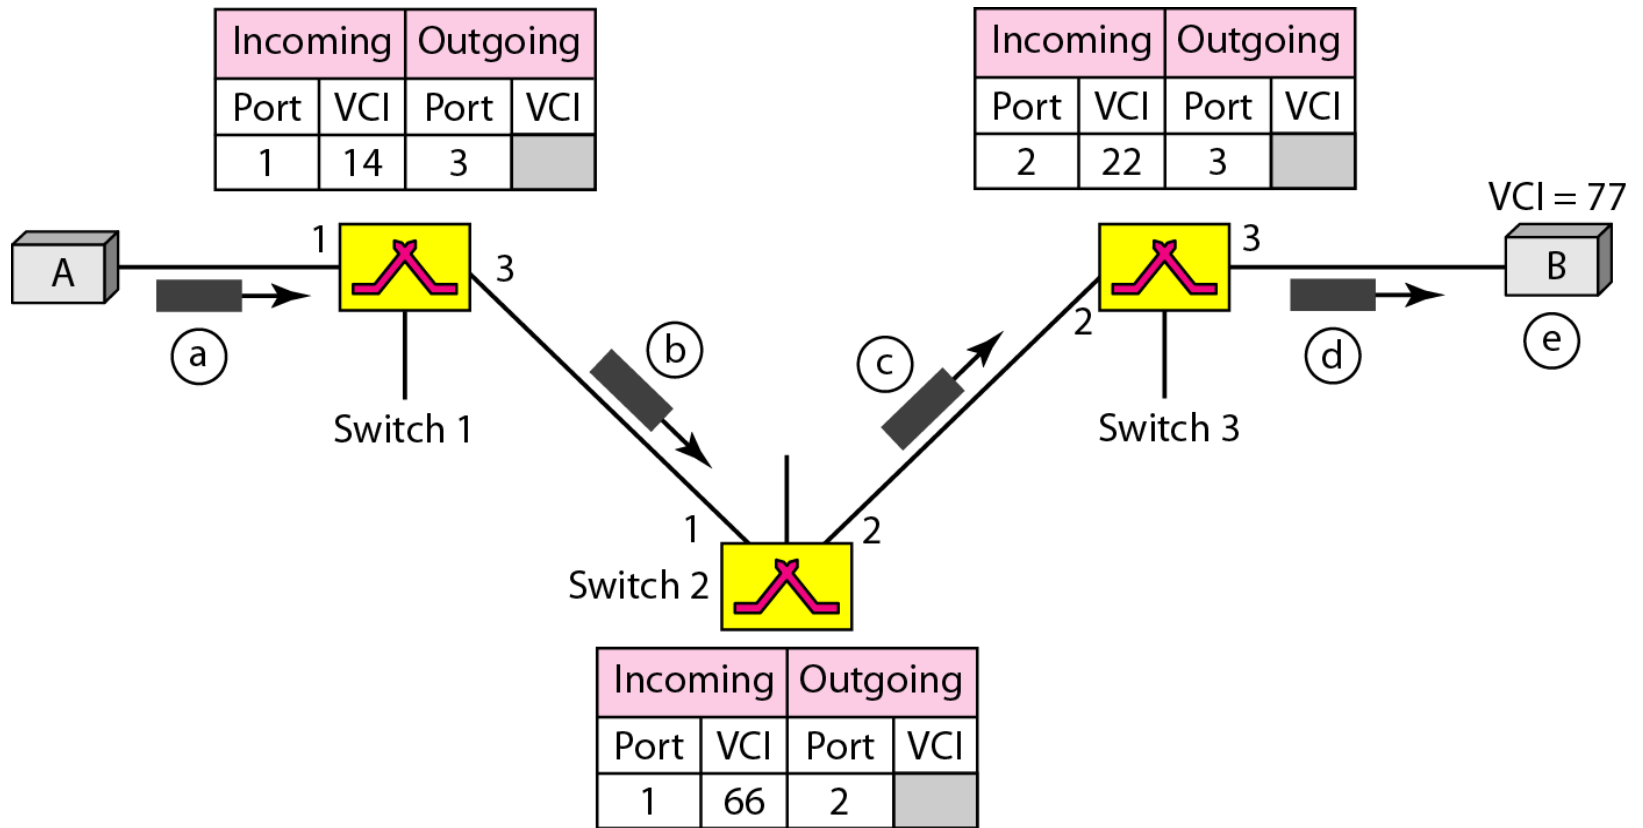 Incoming Outgoing
Port VCI Port VCI
1 14 3
Incoming Outgoing
Port VCI Port VCI
2 22 3
VCI = 77
A
1
3
a
Switch 1
b
c
2
3
Switch 3
d
B
e
1
2
Switch 2
Incoming Outgoing
Port VCI Port VCI
1 66 2